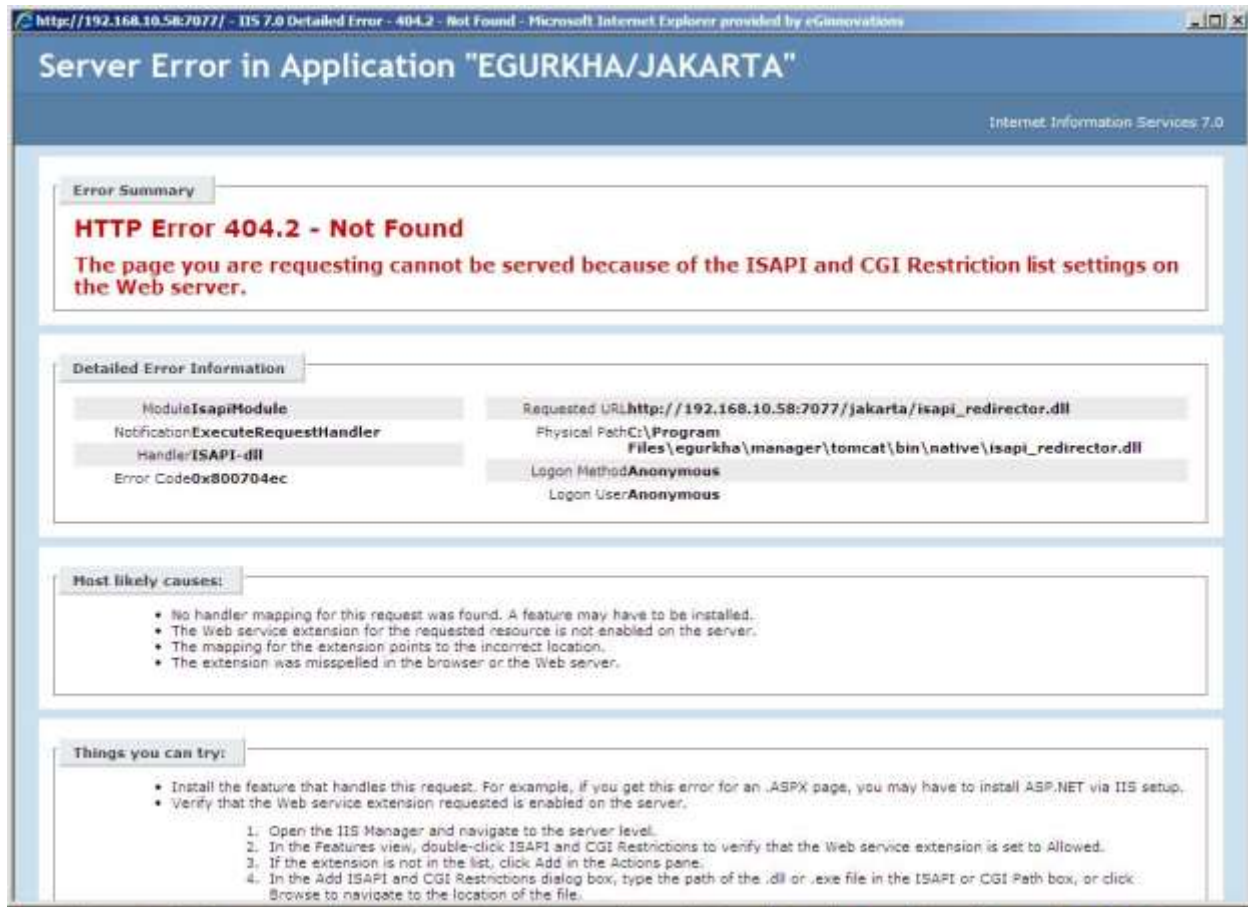 http://192.168.10.58:7077/ - IIS 7.0 Detailed Error - 404.2 - Not Found - Microsoft Internet Explorer provided by eGinnovations
Server Error in Application "EGURKHA/JAKARTA"
Internet Information Services 7.0
Error Summary
HTTP Error 404.2 - Not Found
The page you are requesting cannot be served because of the ISAPI and CGI Restriction list settings on
the Web server.
Detailed Error Information
Module IsapiModule
Notification ExecuteRequestHandler
Handler ISAPI-dll
Error Code 0x800704ec
Requested URL http://192.168.10.58:7077/jakarta/isapi_redirector.dll
Physical Path C:\Program
Files\egurkha\manager\tomcat\bin\native\isapi_redirector.dll
Logon Method Anonymous
Logon User Anonymous
Most likely causes:
• No handler mapping for this request was found. A feature may have to be installed.
• The Web service extension for the requested resource is not enabled on the server.
• The mapping for the extension points to the incorrect location.
• The extension was misspelled in the browser or the Web server.
Things you can try:
• Install the feature that handles this request. For example, if you get this error for an .ASPX page, you may have to install ASP.NET via IIS setup.
• Verify that the Web service extension requested is enabled on the server.
1. Open the IIS Manager and navigate to the server level.
2. In the Features view, double-click ISAPI and CGI Restrictions to verify that the Web service extension is set to Allowed.
3. If the extension is not in the list, click Add in the Actions pane.
4. In the Add ISAPI and CGI Restrictions dialog box, type the path of the .dll or .exe file in the ISAPI or CGI Path box, or click
Browse to navigate to the location of the file.